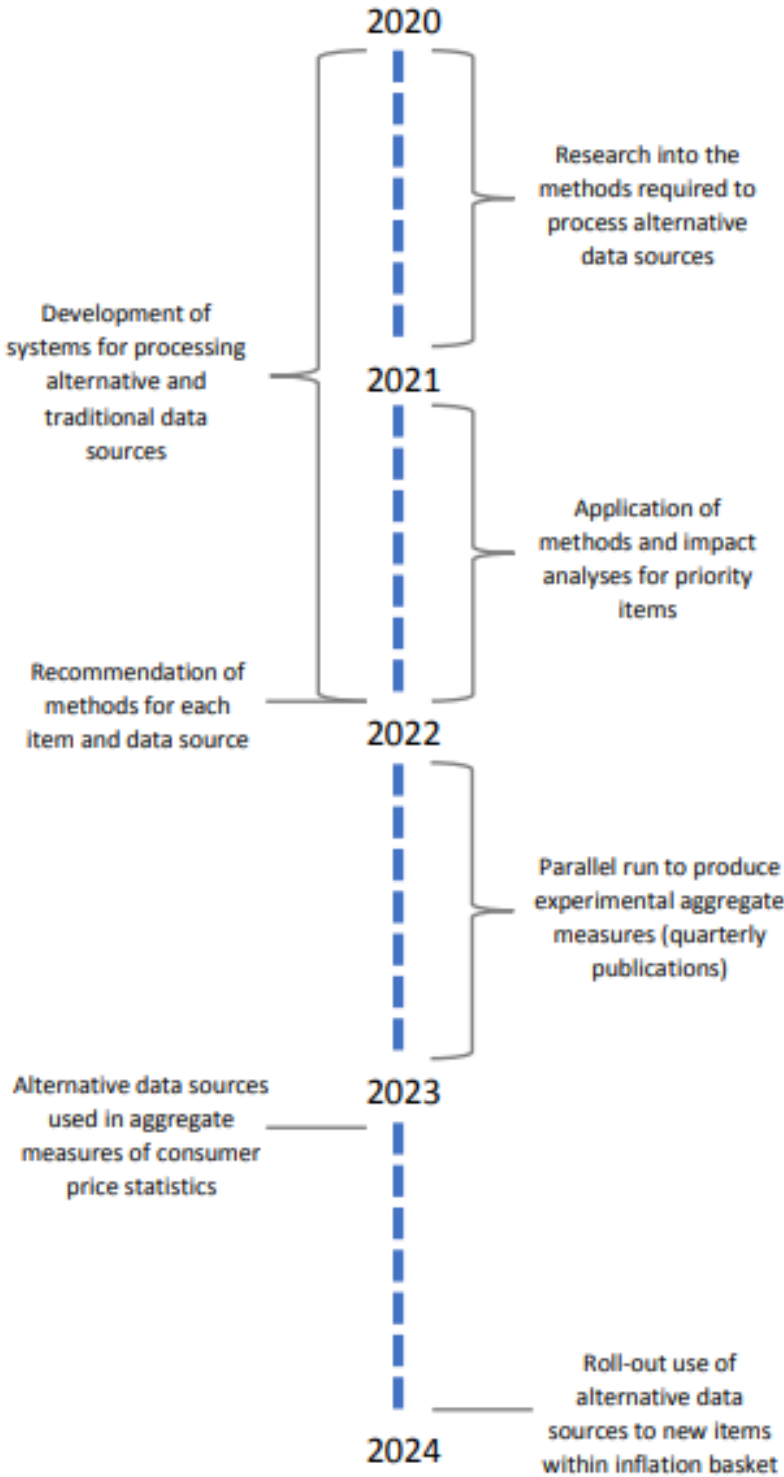 2020
Research into the
methods required to
process alternative
data sources
Development of
systems for processing
alternative and
traditional data
sources
2021
Application of
methods and impact
analyses for priority
items
Recommendation of
methods for each
item and data source
2022
Parallel run to produce
experimental aggregate
measures (quarterly
publications)
Alternative data sources
used in aggregate
measures of consumer
price statistics
2023
Roll-out use of
alternative data
sources to new items
within inflation basket
2024